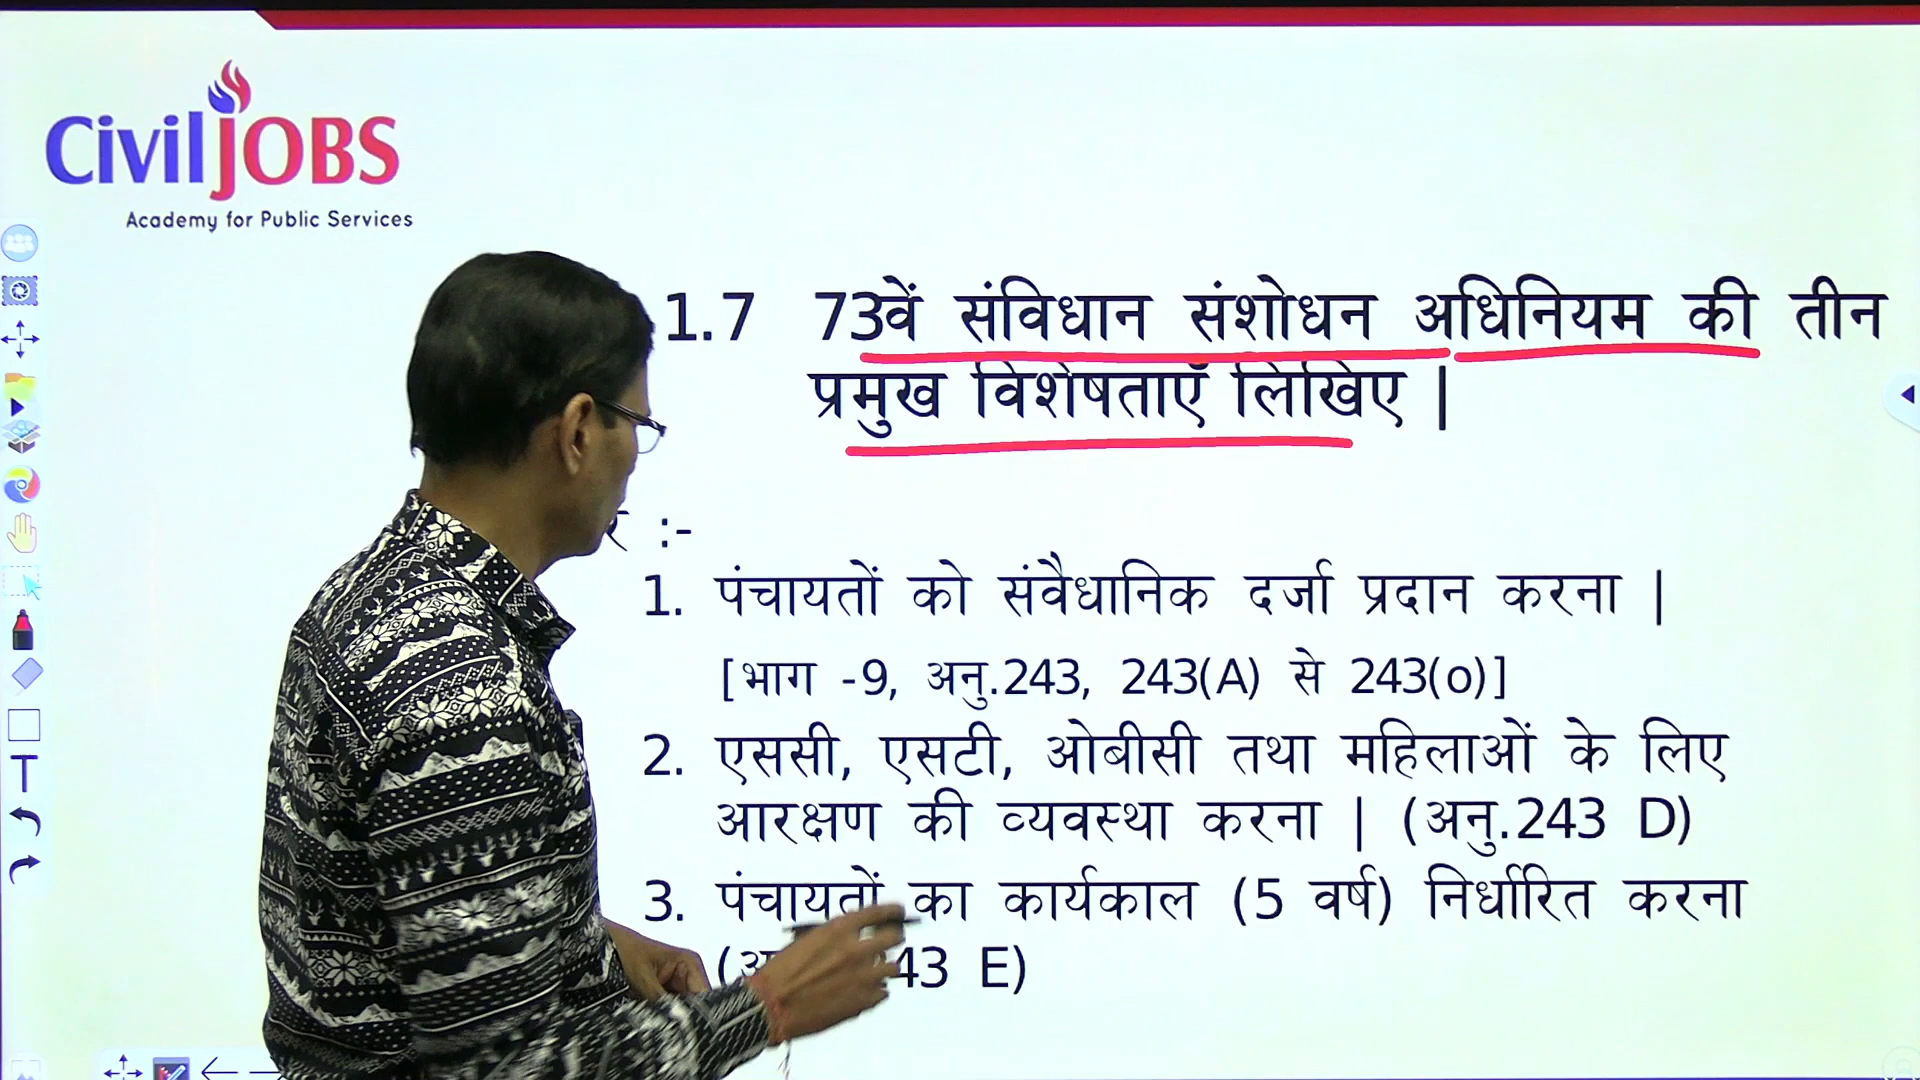 CivilJOBS
Academy for Public Services
1.7 73वें संविधान संशोधन अधिनियम की तीन
प्रमुख विशेषताएँ लिखिए |
:-
1. पंचायतों को संवैधानिक दर्जा प्रदान करना |
[भाग -9, अनु.243, 243(A) से 243(o)]
2. एससी, एसटी, ओबीसी तथा महिलाओं के लिए
आरक्षण की व्यवस्था करना | (अनु.243 D)
3. पंचायतों का कार्यकाल (5 वर्ष) निर्धारित करना
43 E)
T